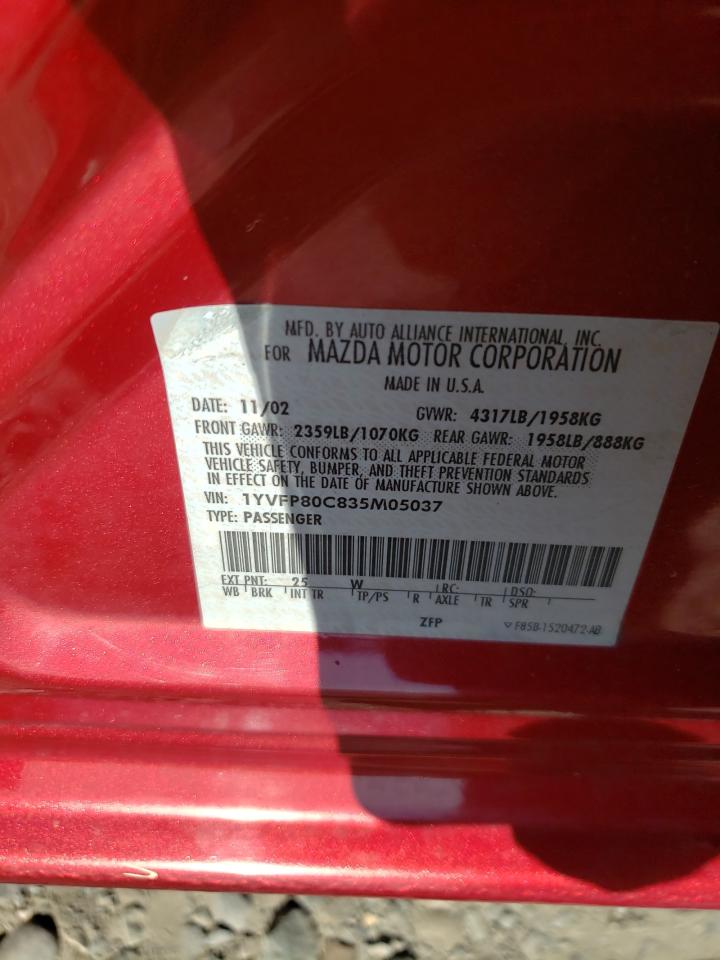 MFD. BY AUTO ALLIANCE INTERNATIONAL, INC.
FOR MAZDA MOTOR CORPORATION
MADE IN U.S.A.
DATE: 11/02 GVWR: 4317LB/1958KG
FRONT GAWR: 2359LB/1070KG REAR GAWR: 1958LB/888KG
THIS VEHICLE CONFORMS TO ALL APPLICABLE FEDERAL MOTOR
VEHICLE SAFETY, BUMPER, AND THEFT PREVENTION STANDARDS
IN EFFECT ON THE DATE OF MANUFACTURE SHOWN ABOVE.
VIN: 1YVFP80C835M05037
TYPE: PASSENGER
EXT PNT: 25 W RC: DSO:
WB BRK INT TR TP/PS R AXLE TR SPR
ZFP F85B-1520472-AB